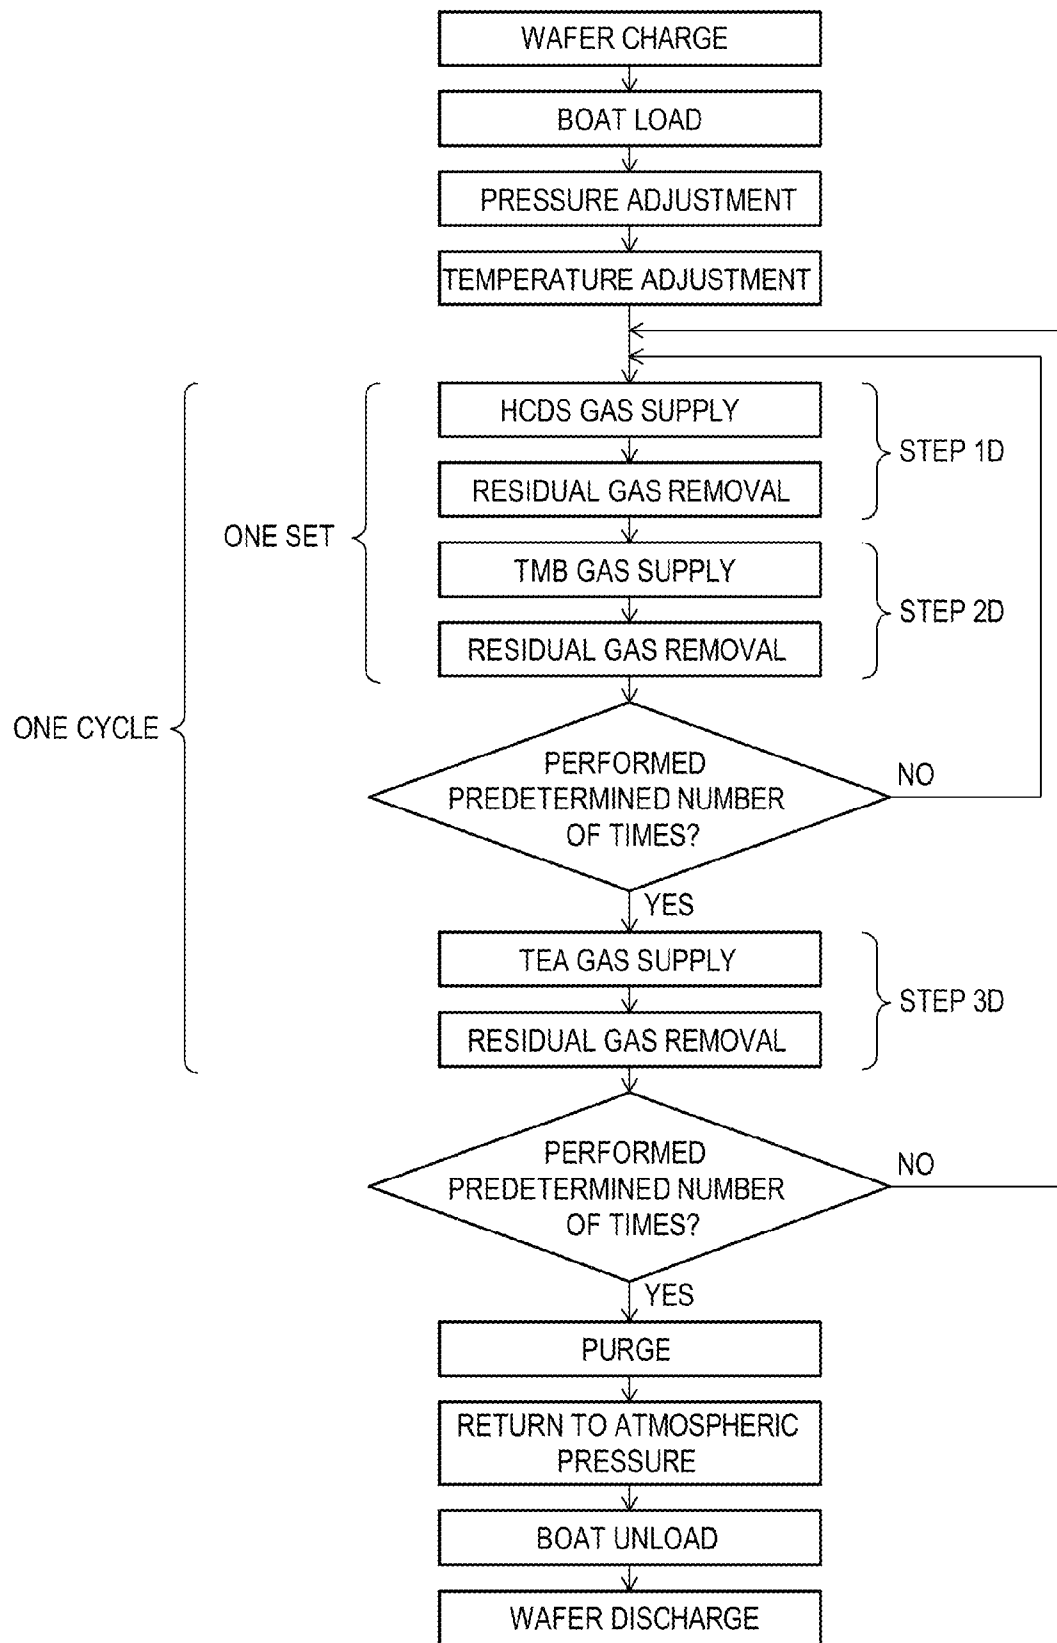 WAFER CHARGE
BOAT LOAD
PRESSURE ADJUSTMENT
TEMPERATURE ADJUSTMENT
HCDS GAS SUPPLY
RESIDUAL GAS REMOVAL
STEP 1D
ONE SET
TMB GAS SUPPLY
RESIDUAL GAS REMOVAL
STEP 2D
ONE CYCLE
PERFORMED
PREDETERMINED NUMBER
OF TIMES?
NO
YES
TEA GAS SUPPLY
RESIDUAL GAS REMOVAL
STEP 3D
PERFORMED
PREDETERMINED NUMBER
OF TIMES?
NO
YES
PURGE
RETURN TO ATMOSPHERIC
PRESSURE
BOAT UNLOAD
WAFER DISCHARGE